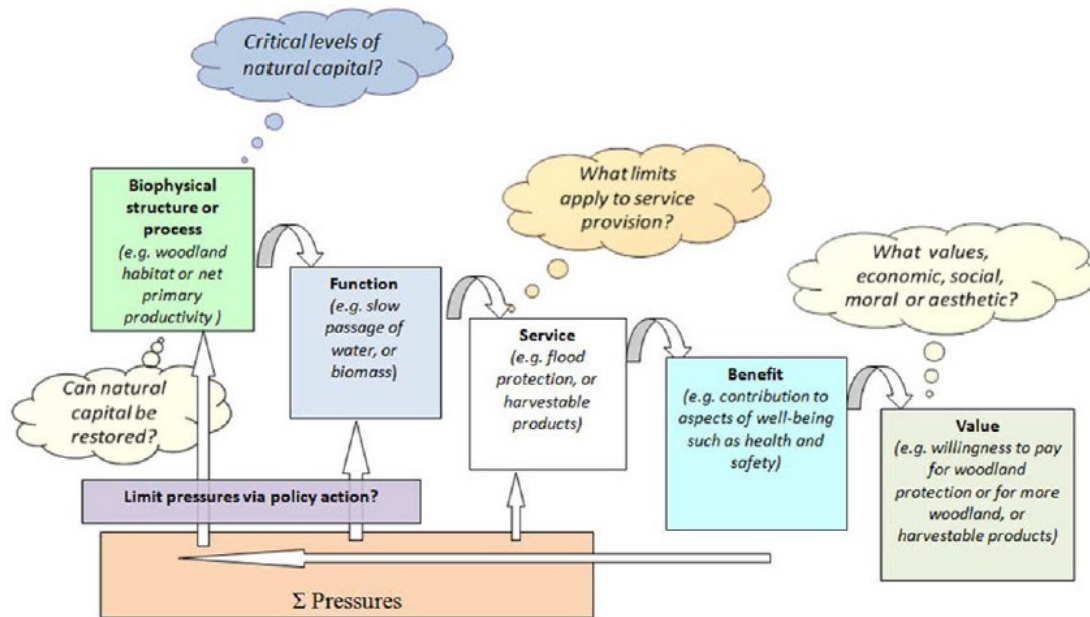 Critical levels of
natural capital?
Biophysical
structure or
process
(e.g. woodland
habitat or net
primary
productivity )
What limits
apply to service
provision?
Function
(e.g. slow
passage of
water, or
biomass)
What values,
economic, social,
moral or aesthetic?
Service
(e.g. flood
protection, or
harvestable
products)
Benefit
(e.g. contribution to
aspects of well-being
such as health and
safety)
Value
(e.g. willingness to pay
for woodland
protection or for more
woodland, or
harvestable products)
Can natural
capital be
restored?
Limit pressures via policy action?
Σ Pressures